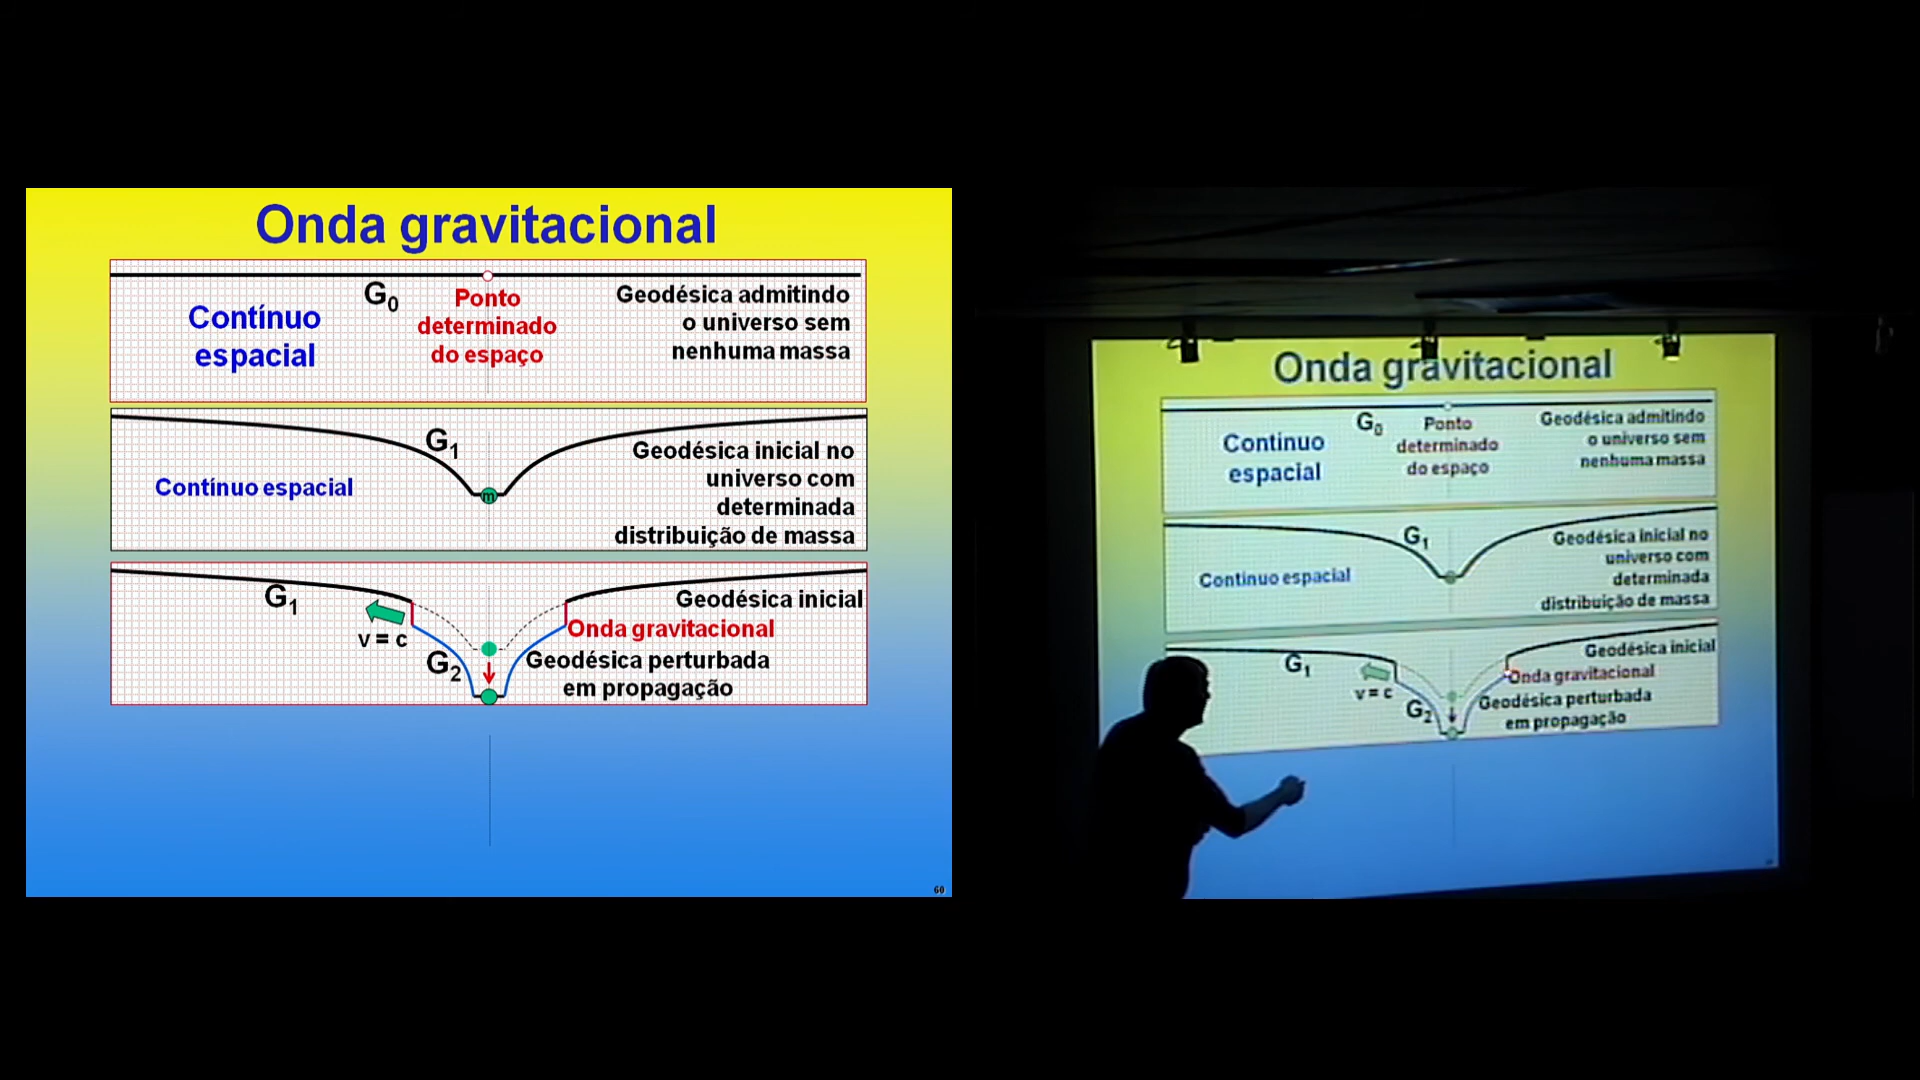 Onda gravitacional
G0
Contínuo
espacial
Ponto
determinado
do espaço
Geodésica admitindo
o universo sem
nenhuma massa
G1
Contínuo espacial
m
Geodésica inicial no
universo com
determinada
distribuição de massa
G1
v = c
G2
Geodésica inicial
Onda gravitacional
Geodésica perturbada
em propagação
60
Onda gravitacional
G0
Contínuo
espacial
Ponto
determinado
do espaço
Geodésica admitindo
o universo sem
nenhuma massa
G1
Contínuo espacial
Geodésica inicial no
universo com
determinada
distribuição de massa
G1
v = c
G2
Geodésica inicial
Onda gravitacional
Geodésica perturbada
em propagação